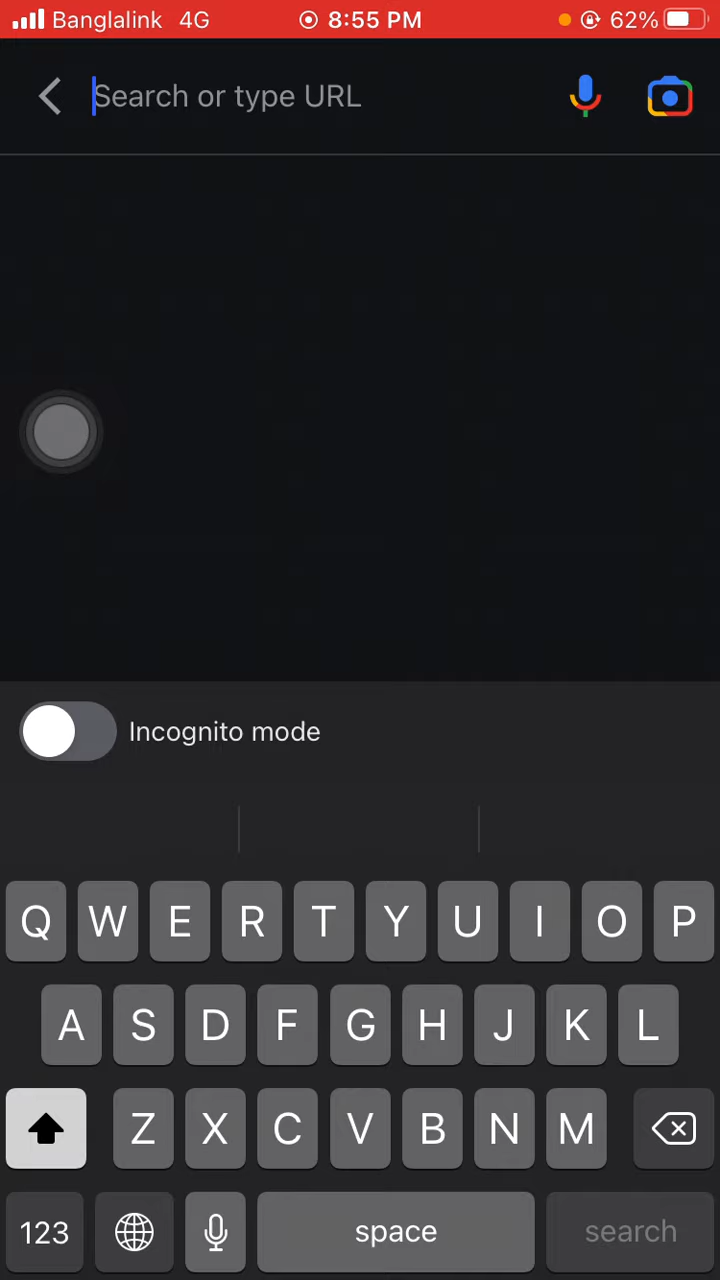 Banglalink 4G 8:55 PM 62%
Search or type URL
Incognito mode
Q W E R T Y U I O P
A S D F G H J K L
Z X C V B N M
123 space search